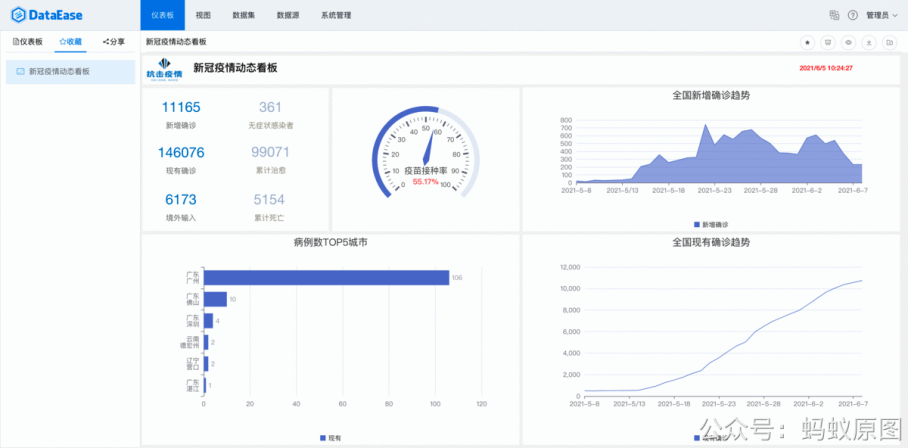 DataEase
仪表板 视图 数据集 数据源 系统管理
管理员
仪表板 收藏 分享
新冠疫情动态看板
新冠疫情动态看板
抗击疫情
新冠疫情动态看板
2021/6/5 10:24:27
11165 361
新增确诊 无症状感染者
146076 99071
现有确诊 累计治愈
6173 5154
境外输入 累计死亡
0 10 20 30 40 50 60 70 80 90 100
疫苗接种率
55.17%
全国新增确诊趋势
800
700
600
500
400
300
200
100
0
2021-5-8 2021-5/13 2021-5-18 2021-5-23 2021-5-28 2021-6-2 2021-6-7
新增确诊
病例数TOP5城市
广东
广州
106
广东
佛山
10
广东
深圳
4
云南
德宏州
2
辽宁
营口
2
广东
湛江
1
0 20 40 60 80 100 120
现有
全国现有确诊趋势
12,000
10,000
8,000
6,000
4,000
2,000
0
2021-5-8 2021-5/13 2021-5-18 2021-5-23 2021-5-28 2021-6-2 2021-6-7
公众号：蚂蚁原图